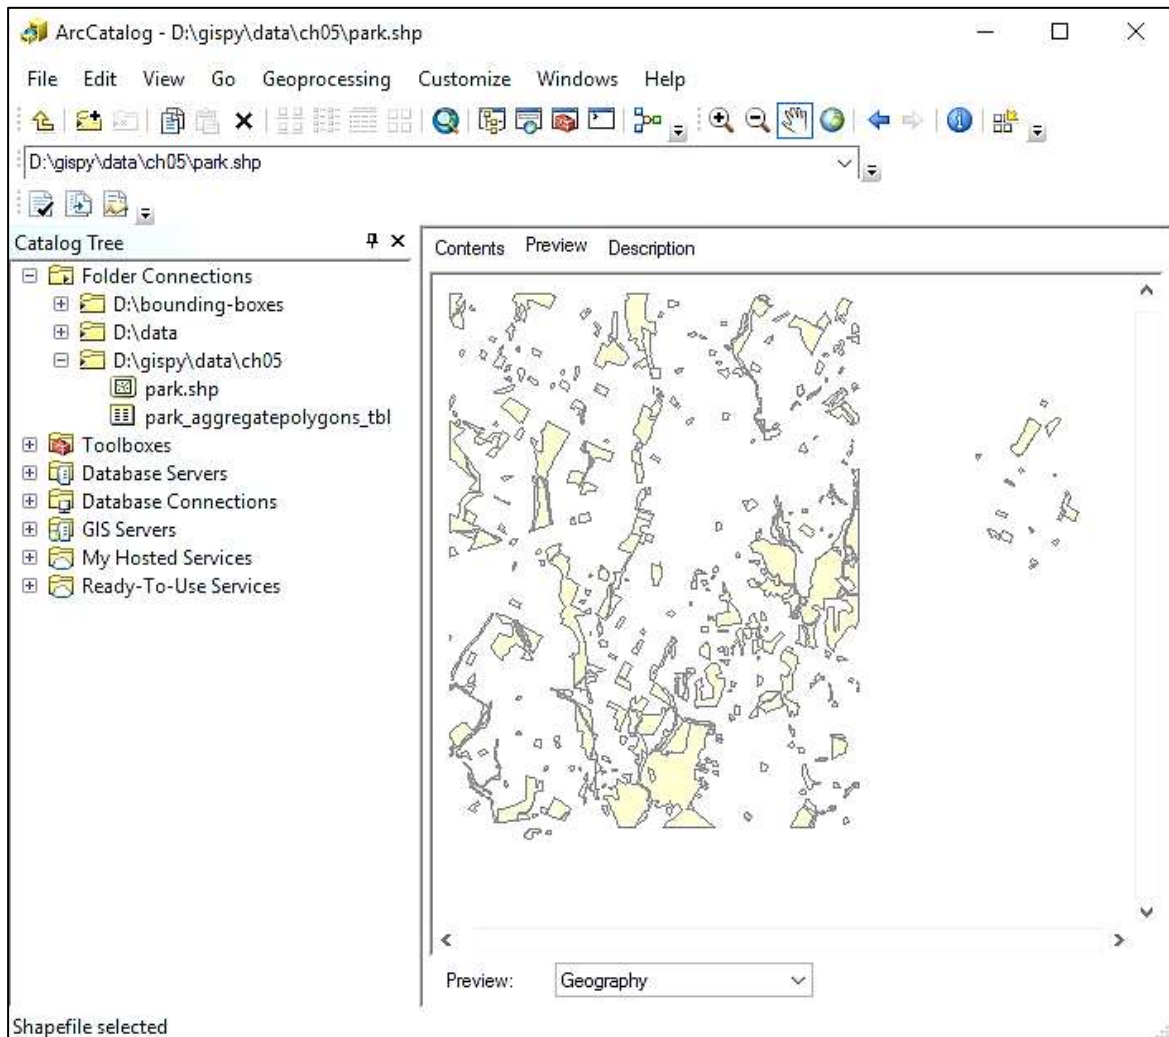 ArcCatalog - D:\gispy\data\ch05\park.shp
File Edit View Go Geoprocessing Customize Windows Help
D:\gispy\data\ch05\park.shp
Catalog Tree
Contents Preview Description
Folder Connections
D:\bounding-boxes
D:\data
D:\gispy\data\ch05
park.shp
park_aggregatepolygons_tbl
Toolboxes
Database Servers
Database Connections
GIS Servers
My Hosted Services
Ready-To-Use Services
Preview: Geography
Shapefile selected